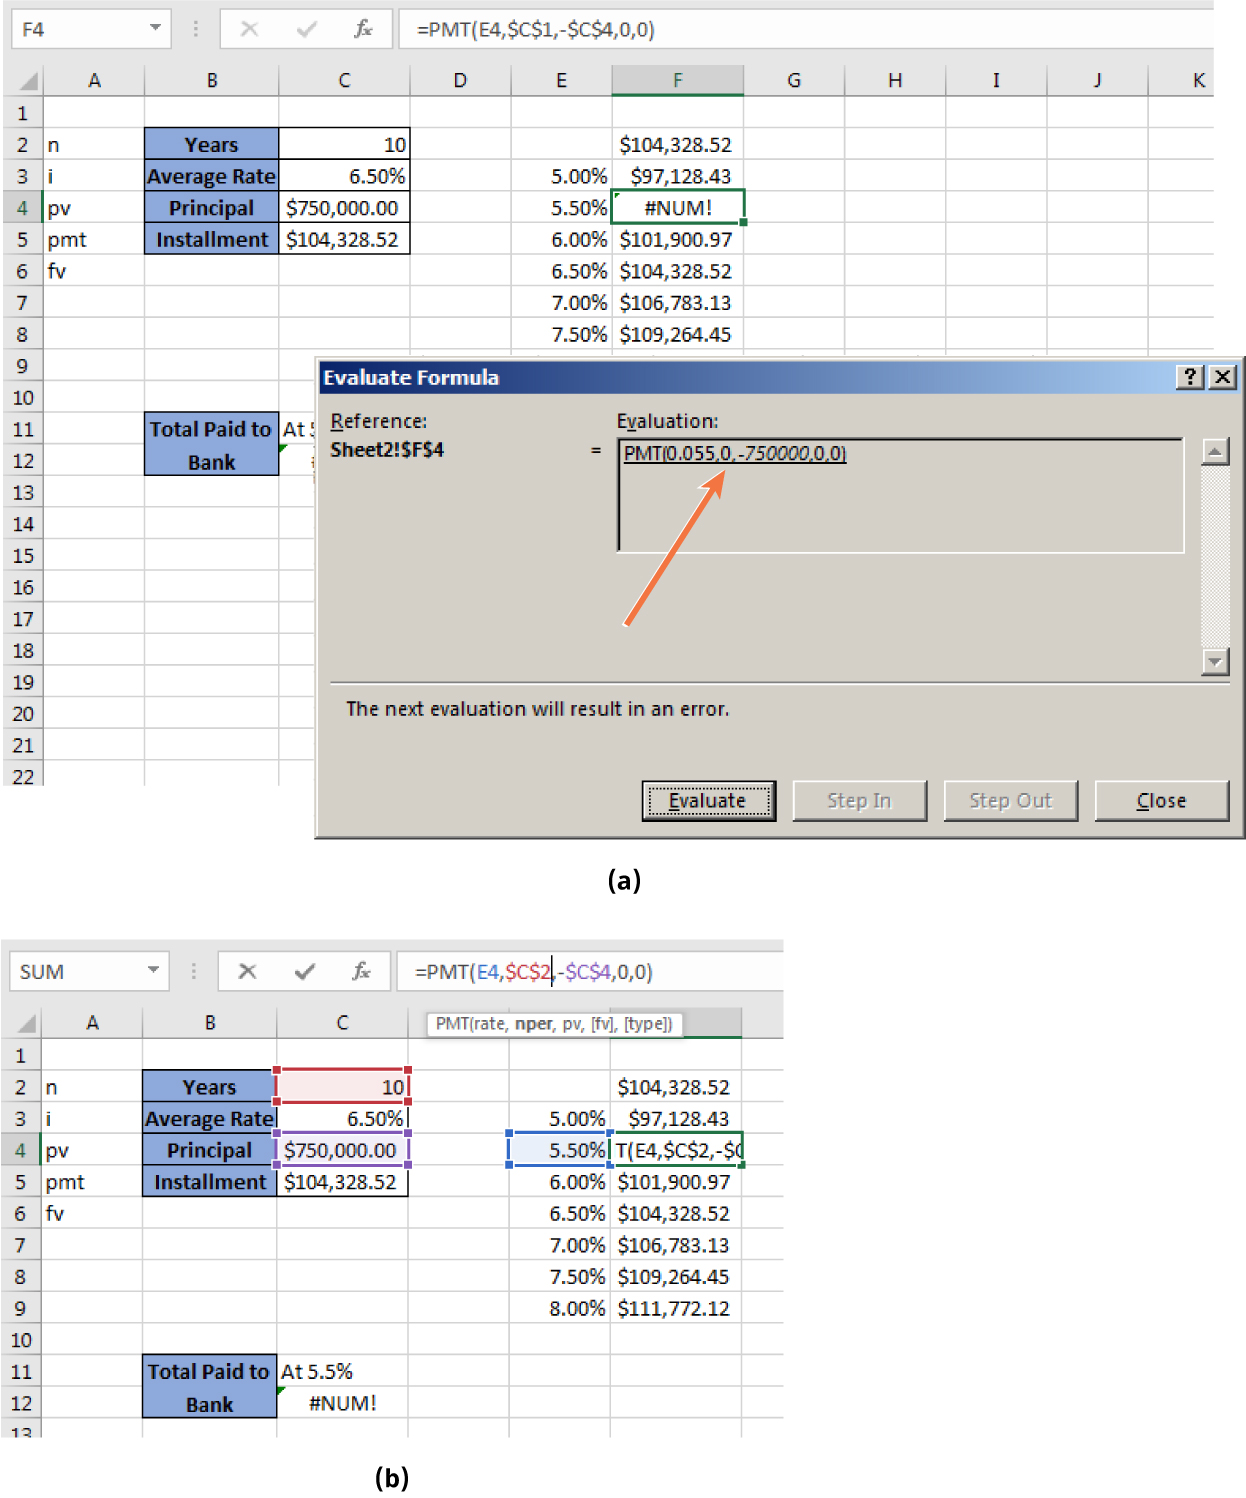 F4 fx =PMT(E4,$C$1,-$C$4,0,0)
A B C D E F G H I J K
1
2 n Years 10 $104,328.52
3 i Average Rate 6.50% 5.00% $97,128.43
4 pv Principal $750,000.00 5.50% #NUM!
5 pmt Installment $104,328.52 6.00% $101,900.97
6 fv 6.50% $104,328.52
7 7.00% $106,783.13
8 7.50% $109,264.45
9
10
11 Total Paid to At 5
12 Bank
13
14
15
16
17
18
19
20
21
22
Evaluate Formula ? X
Reference: Evaluation:
Sheet2!$F$4 = PMT(0.055,0,-750000,0,0)
The next evaluation will result in an error.
Evaluate Step In Step Out Close
(a)
SUM fx =PMT(E4,$C$2,-$C$4,0,0)
A B C PMT(rate, nper, pv, [fv], [type])
1
2 n Years 10 $104,328.52
3 i Average Rate 6.50% 5.00% $97,128.43
4 pv Principal $750,000.00 5.50% T(E4,$C$2,-$C
5 pmt Installment $104,328.52 6.00% $101,900.97
6 fv 6.50% $104,328.52
7 7.00% $106,783.13
8 7.50% $109,264.45
9 8.00% $111,772.12
10
11 Total Paid to At 5.5%
12 Bank #NUM!
13
(b)